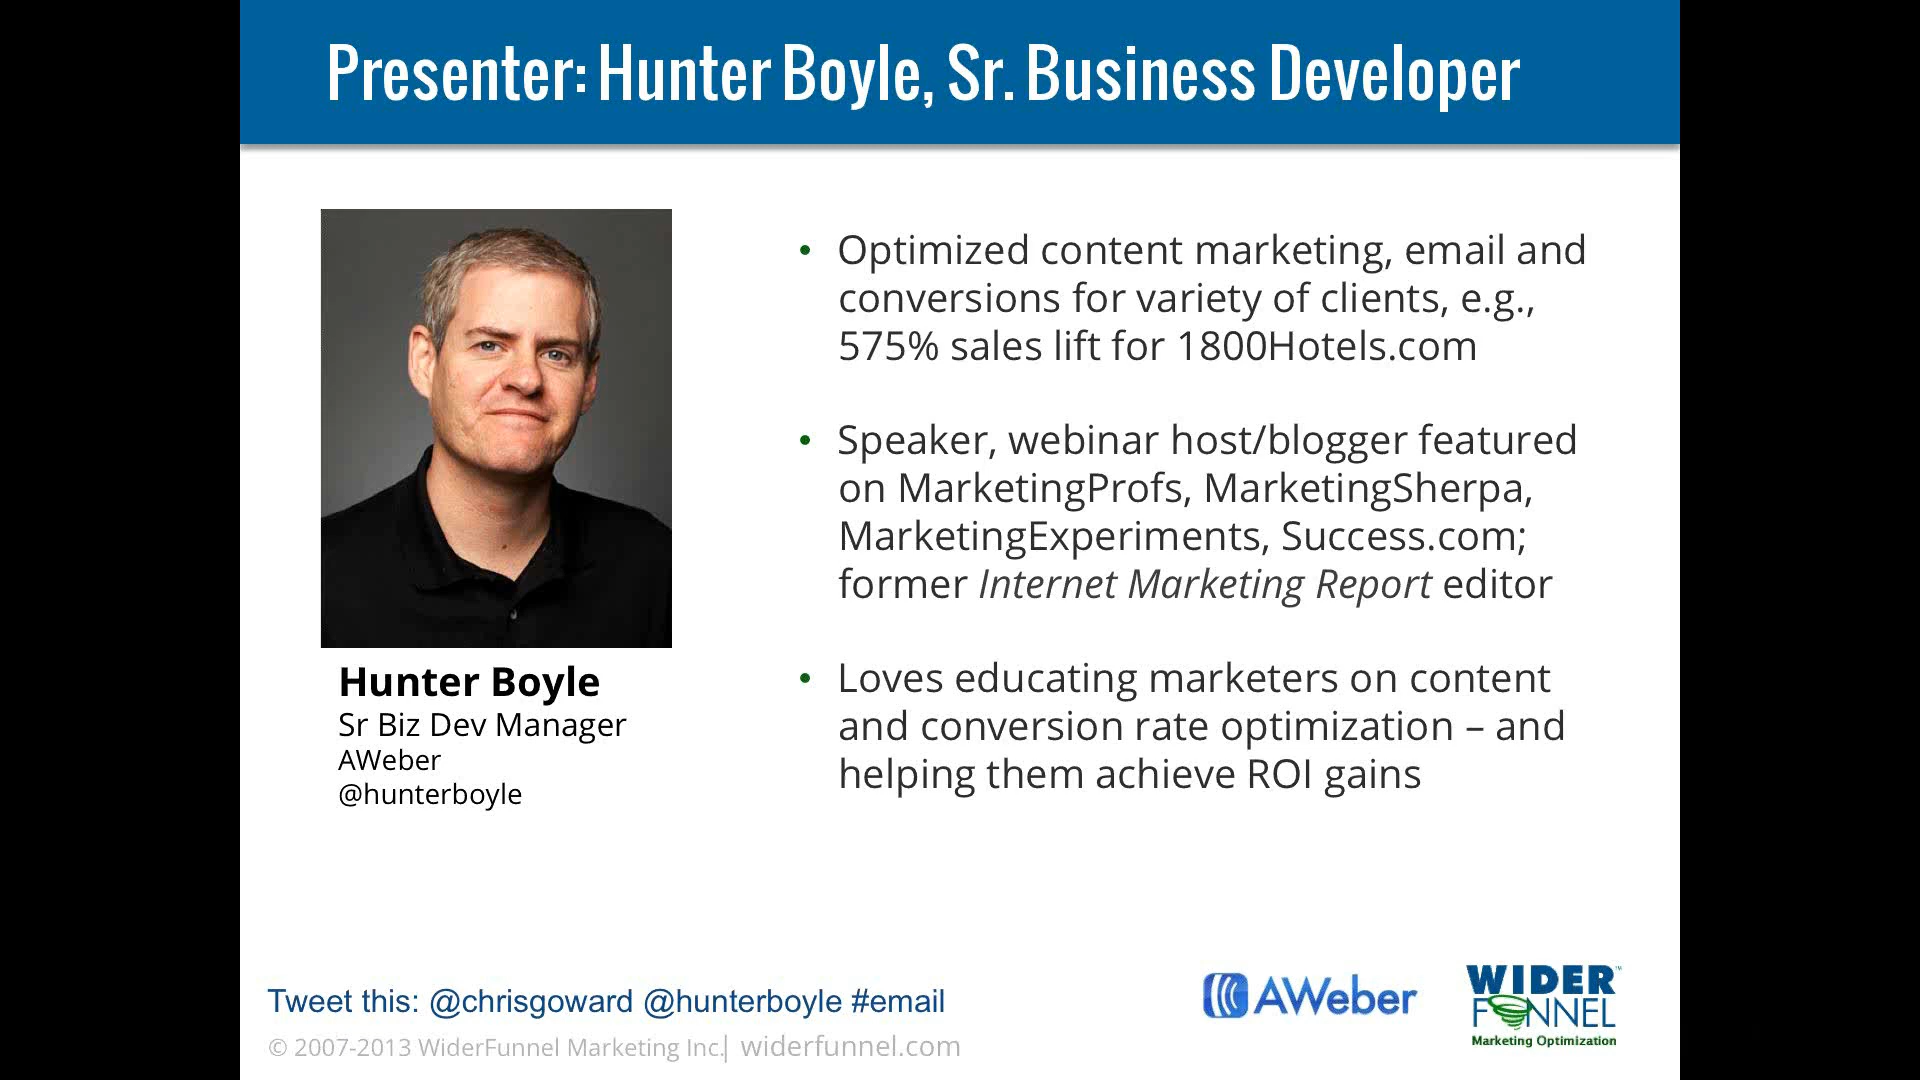 Presenter: Hunter Boyle, Sr. Business Developer
• Optimized content marketing, email and
conversions for variety of clients, e.g.,
575% sales lift for 1800Hotels.com
• Speaker, webinar host/blogger featured
on MarketingProfs, MarketingSherpa,
MarketingExperiments, Success.com;
former Internet Marketing Report editor
• Loves educating marketers on content
and conversion rate optimization – and
helping them achieve ROI gains
Hunter Boyle
Sr Biz Dev Manager
AWeber
@hunterboyle
Tweet this: @chrisgoward @hunterboyle #email
© 2007-2013 WiderFunnel Marketing Inc.| widerfunnel.com
AWeber
WIDER™
FUNNEL
Marketing Optimization